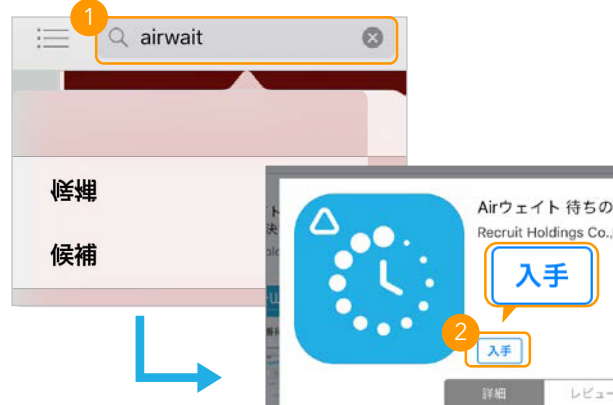 1
airwait
候補
候補
Airウェイト 待ちの
Recruit Holdings Co.,
入手
2
入手
詳細
レビュー